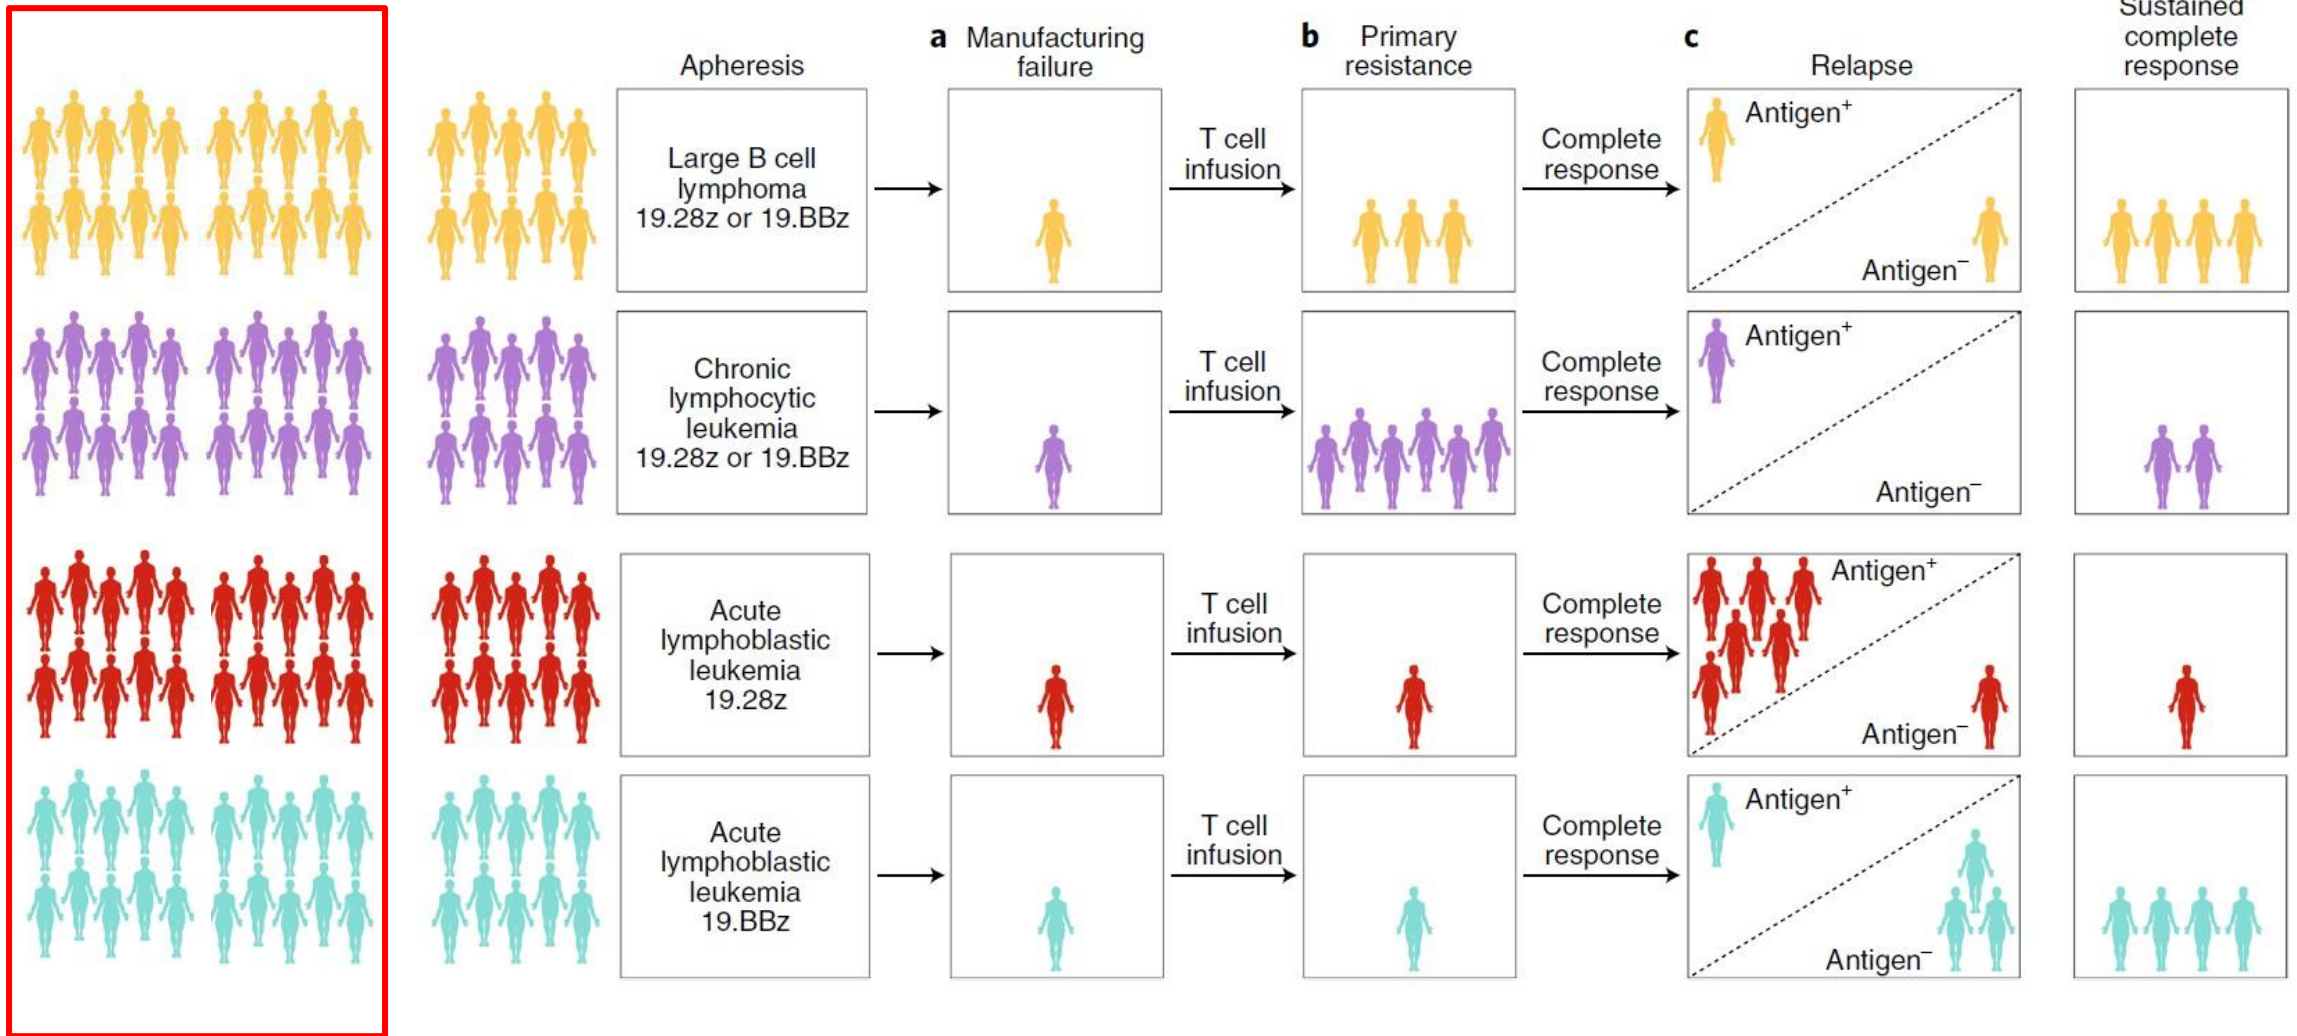 Apheresis
a Manufacturing
failure
b Primary
resistance
c
Relapse
Sustained
complete
response
Large B cell
lymphoma
19.28z or 19.BBz
T cell
infusion
Complete
response
Antigen+
Antigen–
Chronic
lymphocytic
leukemia
19.28z or 19.BBz
T cell
infusion
Complete
response
Antigen+
Antigen–
Acute
lymphoblastic
leukemia
19.28z
T cell
infusion
Complete
response
Antigen+
Antigen–
Acute
lymphoblastic
leukemia
19.BBz
T cell
infusion
Complete
response
Antigen+
Antigen–